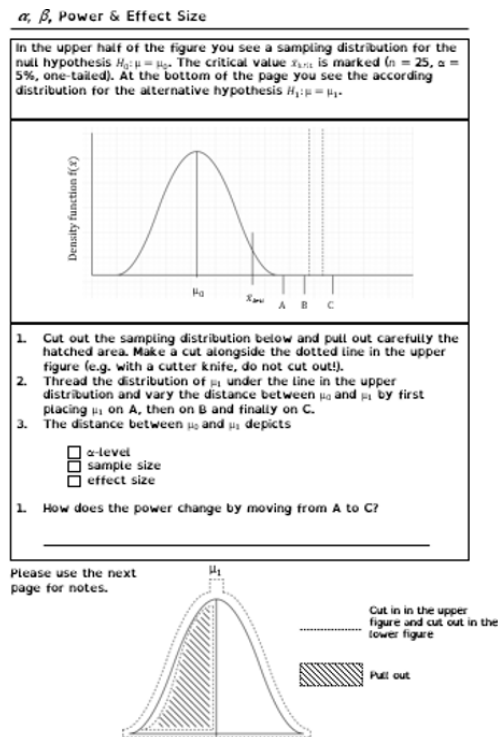 α, β, Power & Effect Size
In the upper half of the figure you see a sampling distribution for the
null hypothesis H₀: μ = μ₀. The critical value x̄crit is marked (n = 25, α =
5%, one-tailed). At the bottom of the page you see the according
distribution for the alternative hypothesis H₁: μ = μ₁.
Density function f(x̄)
μ₀
x̄crit
A B C
1. Cut out the sampling distribution below and pull out carefully the
hatched area. Make a cut alongside the dotted line in the upper
figure (e.g. with a cutter knife, do not cut out!).
2. Thread the distribution of μ₁ under the line in the upper
distribution and vary the distance between μ₀ and μ₁ by first
placing μ₁ on A, then on B and finally on C.
3. The distance between μ₀ and μ₁ depicts
α-level
sample size
effect size
1. How does the power change by moving from A to C?
Please use the next
page for notes.
μ₁
Cut in in the upper
figure and cut out in the
lower figure
Pull out